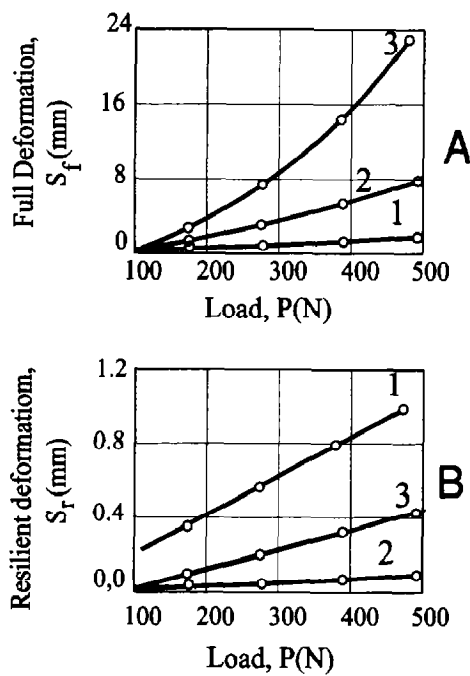 Full Deformation,
S_f (mm)
24
16
8
0
3
2
1
A
100 200 300 400 500
Load, P(N)
Resilient deformatiom,
S_r (mm)
1.2
0.8
0.4
0,0
1
3
2
B
100 200 300 400 500
Load, P(N)